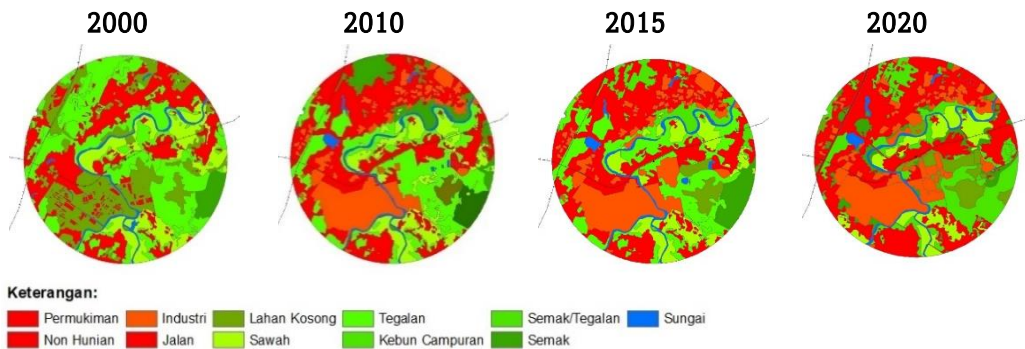 2000 2010 2015 2020
Keterangan:
Permukiman Industri Lahan Kosong Tegalan Semak/Tegalan Sungai
Non Hunian Jalan Sawah Kebun Campuran Semak